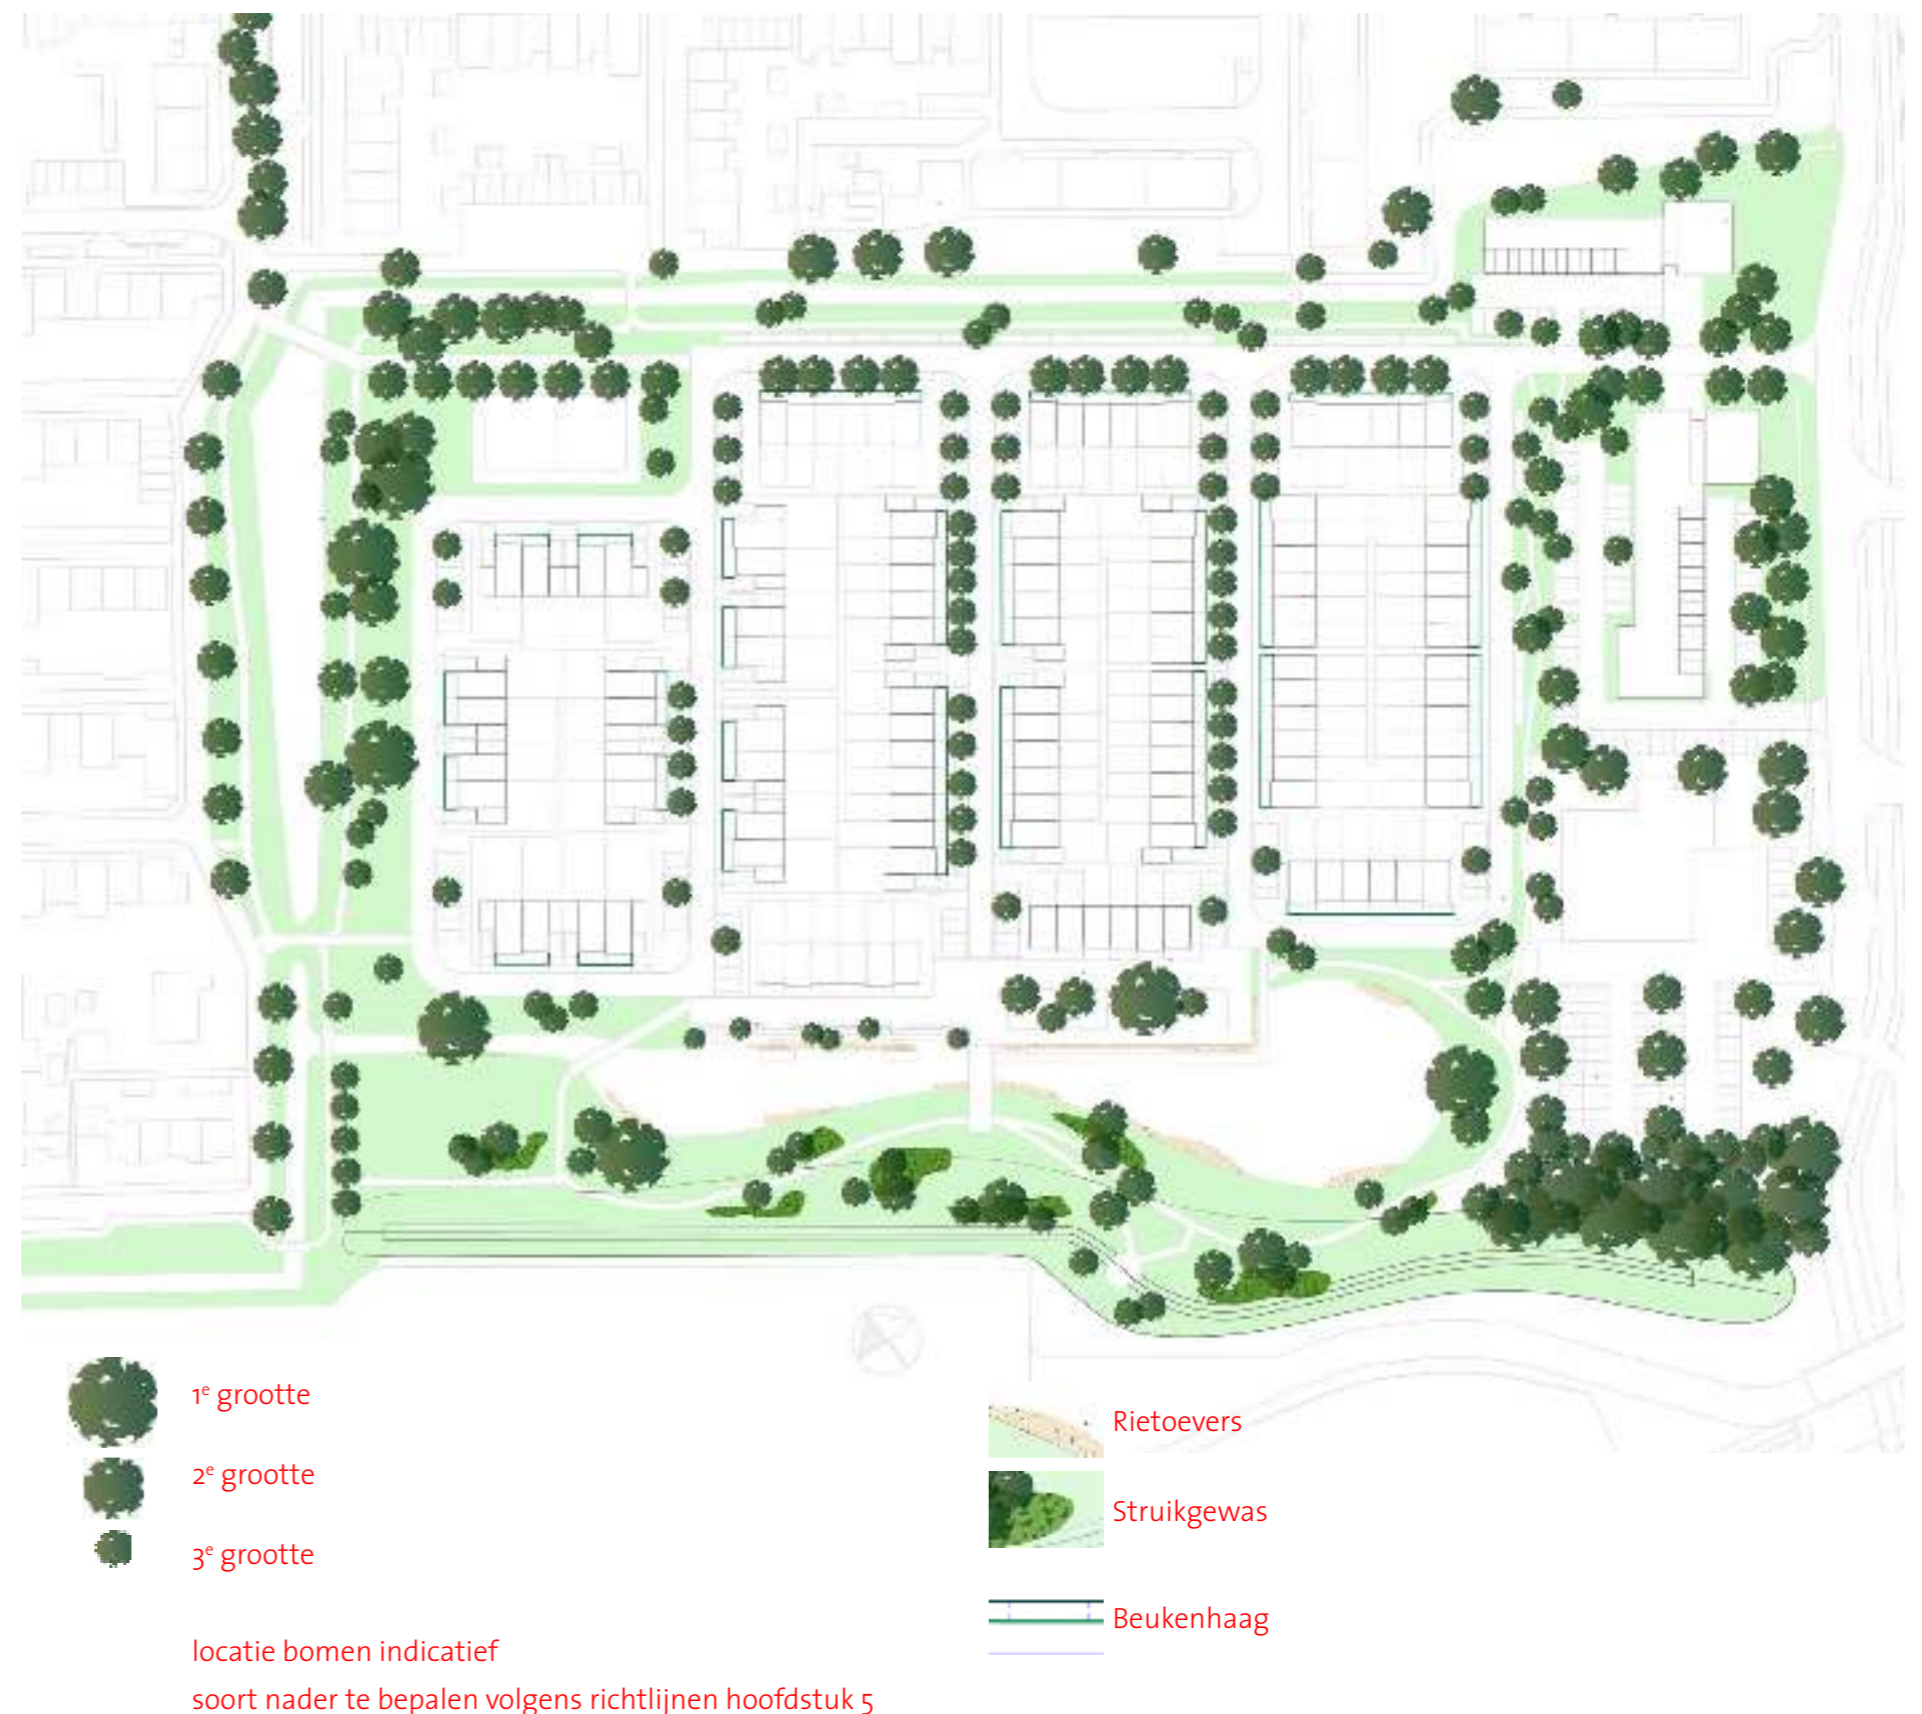 1e grootte
2e grootte
3e grootte
locatie bomen indicatief
soort nader te bepalen volgens richtlijnen hoofdstuk 5
Rietoevers
Struikgewas
Beukenhaag